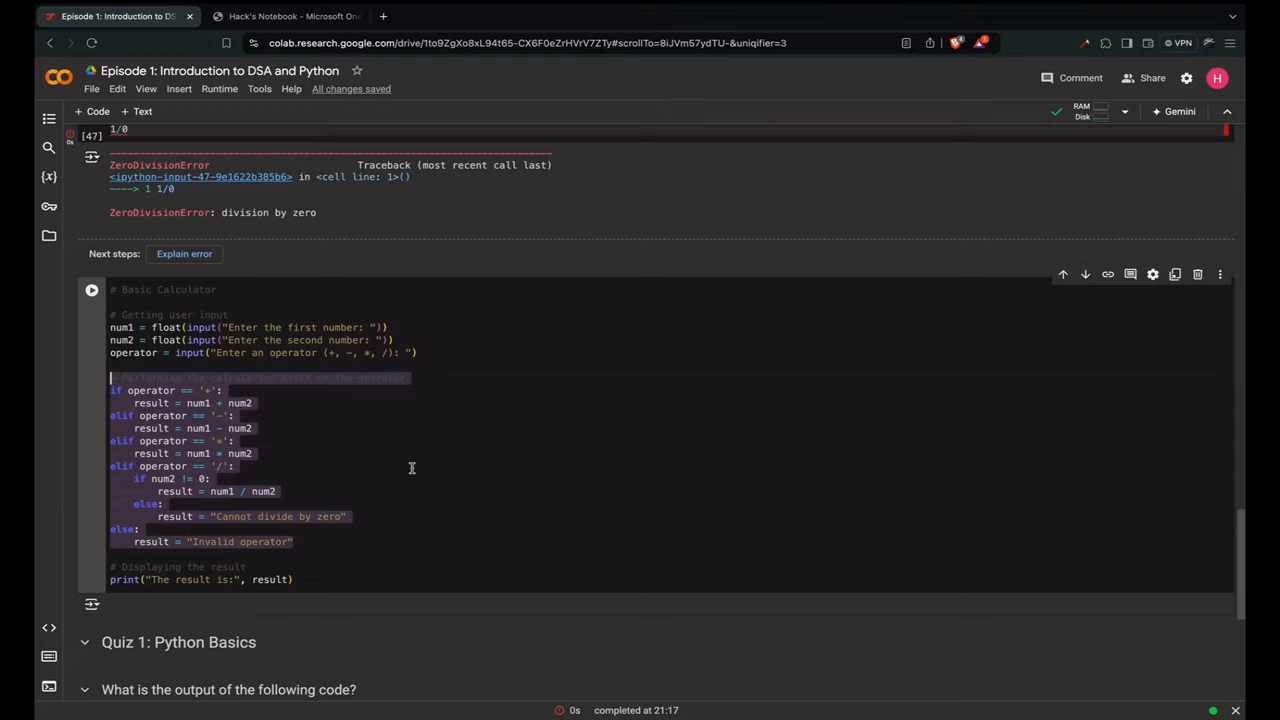 Episode 1: Introduction to DS
Hack's Notebook - Microsoft On
colab.research.google.com/drive/1to9ZgXo8xL94t65-CX6F0eZrHVrV7ZTy#scrollTo=8iJVm57ydTU-&uniqifier=3
VPN
Episode 1: Introduction to DSA and Python
File Edit View Insert Runtime Tools Help All changes saved
Comment Share H
+ Code + Text
RAM
Disk
Gemini
1/0
[47]
0s
ZeroDivisionError Traceback (most recent call last)
<ipython-input-47-9e1622b385b6> in <cell line: 1>()
----> 1 1/0
ZeroDivisionError: division by zero
Next steps: Explain error
# Basic Calculator
# Getting user input
num1 = float(input("Enter the first number: "))
num2 = float(input("Enter the second number: "))
operator = input("Enter an operator (+, -, *, /): ")
# Performing the calculation based on the operator
if operator == '+':
result = num1 + num2
elif operator == '-':
result = num1 - num2
elif operator == '*':
result = num1 * num2
elif operator == '/':
if num2 != 0:
result = num1 / num2
else:
result = "Cannot divide by zero"
else:
result = "Invalid operator"
# Displaying the result
print("The result is:", result)
Quiz 1: Python Basics
What is the output of the following code?
0s completed at 21:17